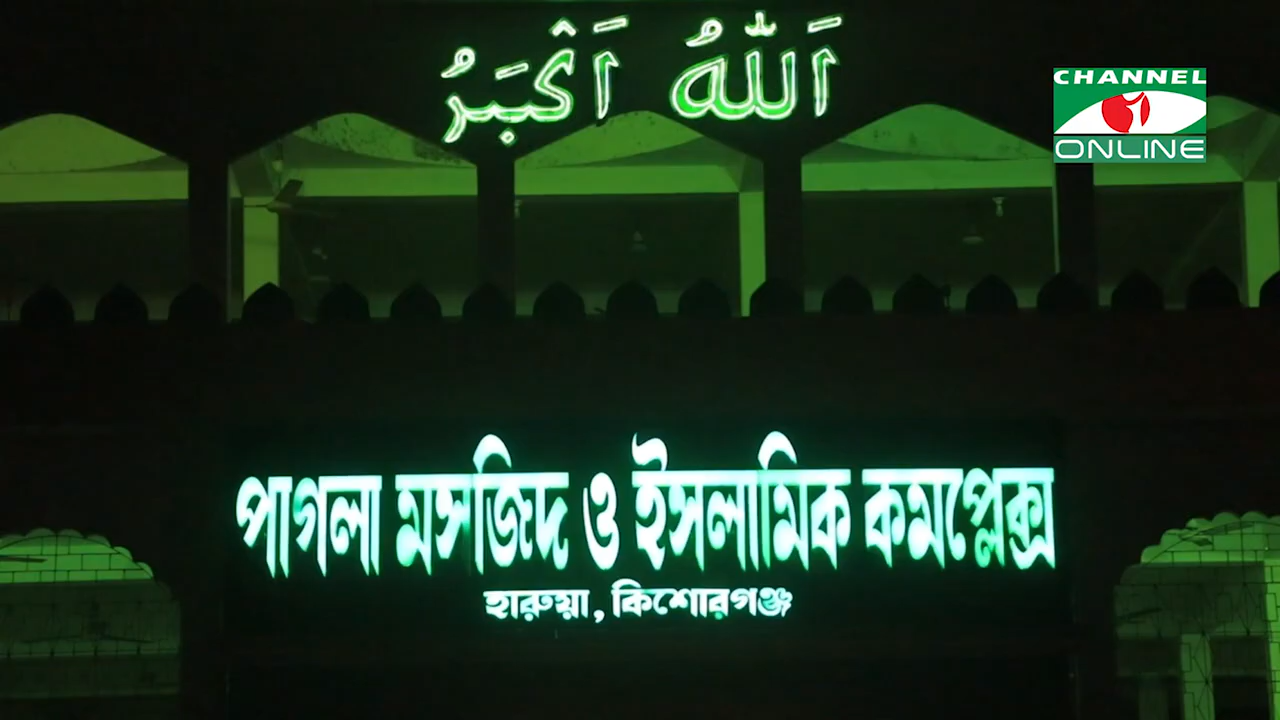 اَللّٰهُ اَكْبَرُ
CHANNEL
ONLINE
পাগলা মসজিদ ও ইসলামিক কমপ্লেক্স
হারুয়া, কিশোরগঞ্জ